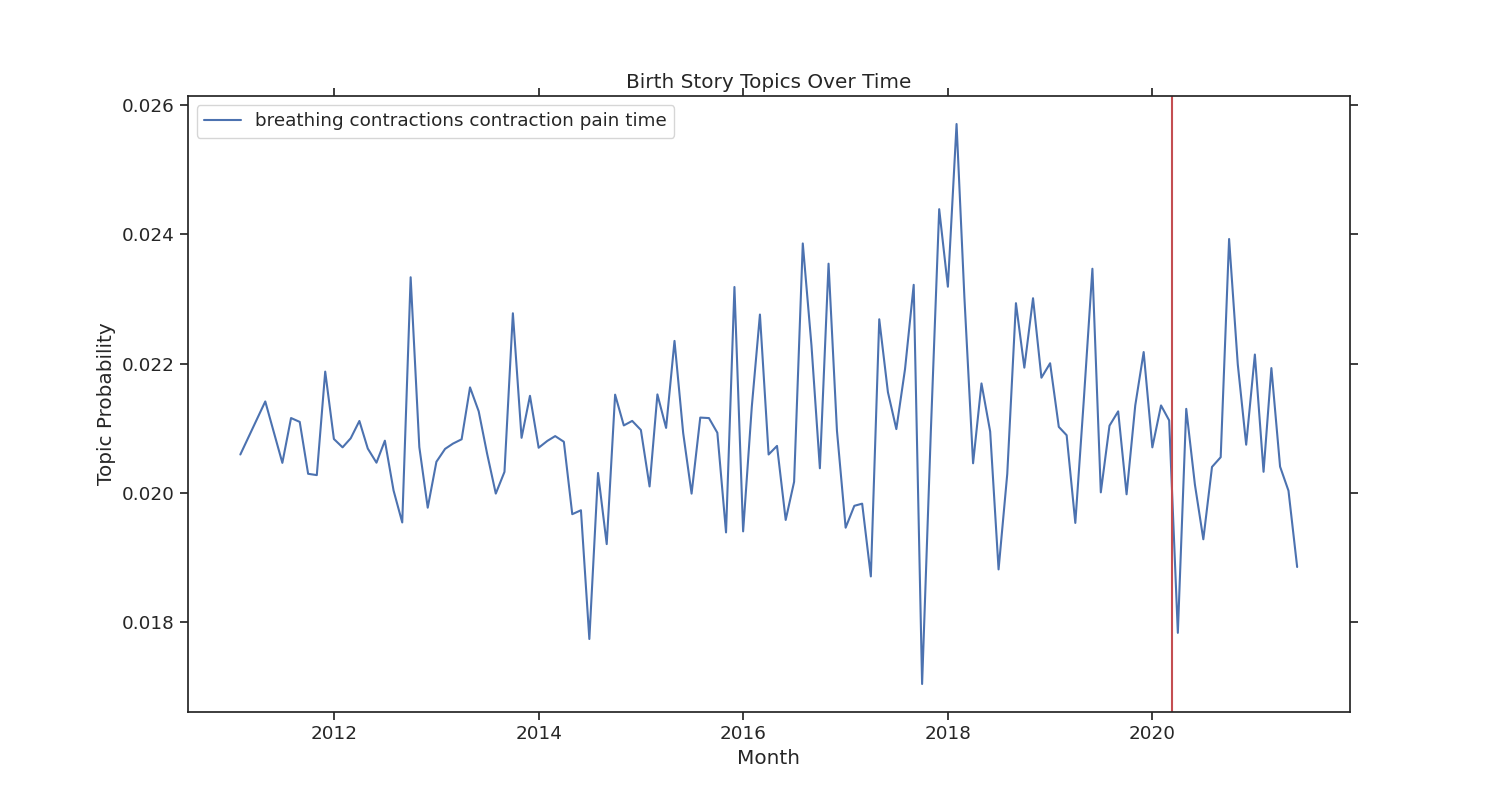 Birth Story Topics Over Time
breathing contractions contraction pain time
0.026
0.024
0.022
0.020
0.018
Topic Probability
2012 2014 2016 2018 2020
Month